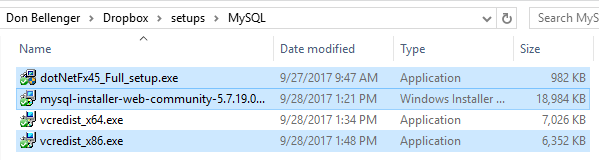 Don Bellenger > Dropbox > setups > MySQL Search MyS
Name Date modified Type Size
dotNetFx45_Full_setup.exe 9/27/2017 9:47 AM Application 982 KB
mysql-installer-web-community-5.7.19.0... 9/28/2017 1:21 PM Windows Installer ... 18,984 KB
vcredist_x64.exe 9/28/2017 1:34 PM Application 7,026 KB
vcredist_x86.exe 9/28/2017 1:48 PM Application 6,352 KB